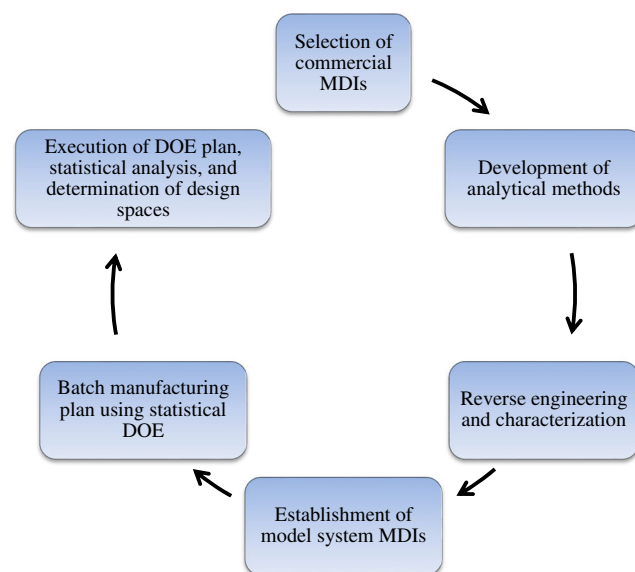 Selection of
commercial
MDIs
Development of
analytical methods
Reverse engineering
and characterization
Establishment of
model system MDIs
Batch manufacturing
plan using statistical
DOE
Execution of DOE plan,
statistical analysis, and
determination of design
spaces